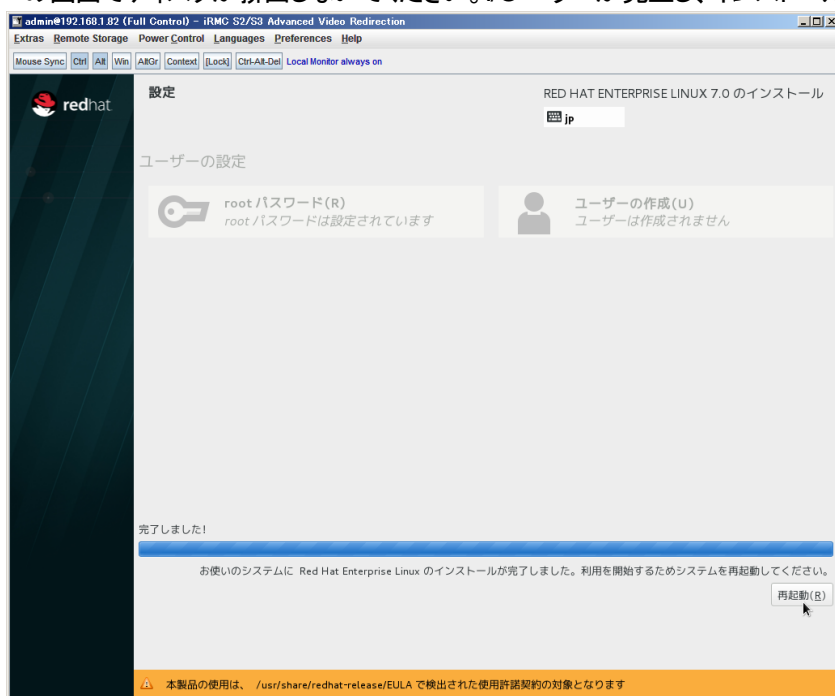 admin@192.168.1.82 (Full Control) - iRMC S2/S3 Advanced Video Redirection
Extras Remote Storage Power Control Languages Preferences Help
Mouse Sync Ctrl Alt Win AltGr Context [Lock] Ctrl-Alt-Del Local Monitor always on
redhat.
設定
RED HAT ENTERPRISE LINUX 7.0 のインストール
jp
ユーザーの設定
root パスワード(R)
root パスワードは設定されています
ユーザーの作成(U)
ユーザーは作成されません
完了しました!
お使いのシステムに Red Hat Enterprise Linux のインストールが完了しました。利用を開始するためシステムを再起動してください。
再起動(R)
本製品の使用は、 /usr/share/redhat-release/EULA で検出された使用許諾契約の対象となります